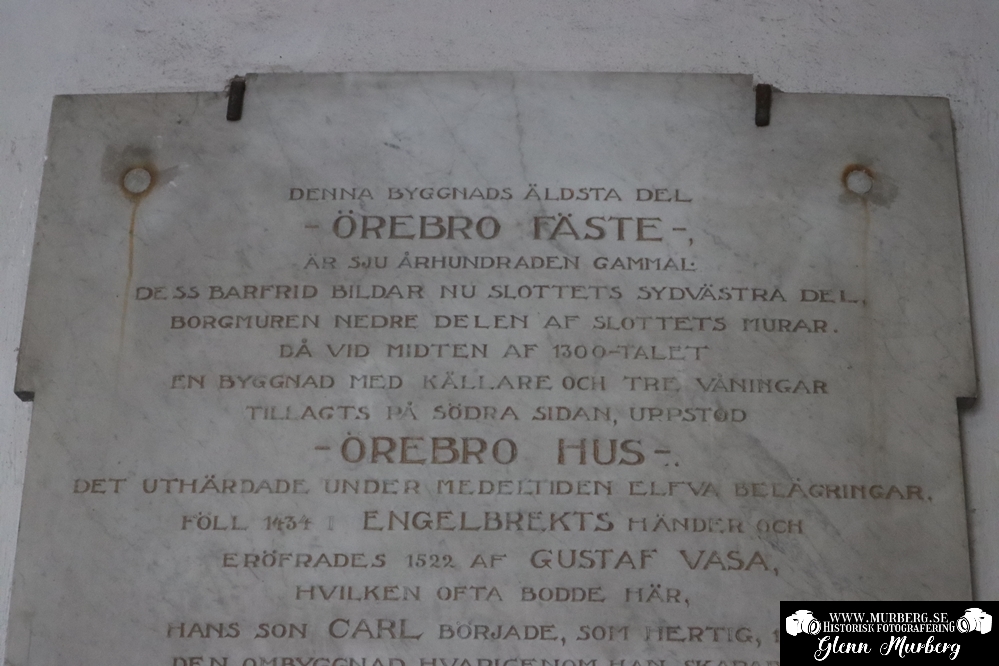 DENNA BYGGNADS ÄLDSTA DEL
-ÖREBRO FÄSTE-,
ÄR SJU ÅRHUNDRADEN GAMMAL:
DESS BARFRID BILDAR NU SLOTTETS SYDVÄSTRA DEL,
BORGMUREN NEDRE DELEN AF SLOTTETS MURAR.
DÅ VID MIDTEN AF 1300-TALET
EN BYGGNAD MED KÄLLARE OCH TRE VÅNINGAR
TILLAGTS PÅ SÖDRA SIDAN, UPPSTOD
-ÖREBRO HUS-.
DET UTHÄRDADE UNDER MEDELTIDEN ELFVA BELÄGRINGAR,
FÖLL 1434 I ENGELBREKTS HÄNDER OCH
ERÖFRADES 1522 AF GUSTAF VASA,
HVILKEN OFTA BODDE HÄR,
HANS SON CARL BÖRJADE, SOM HERTIG,
DEN OMBYGGNAD HVARIGENOM HAN
WWW.MURBERG.SE
HISTORISK FOTOGRAFERING
Glenn Murberg